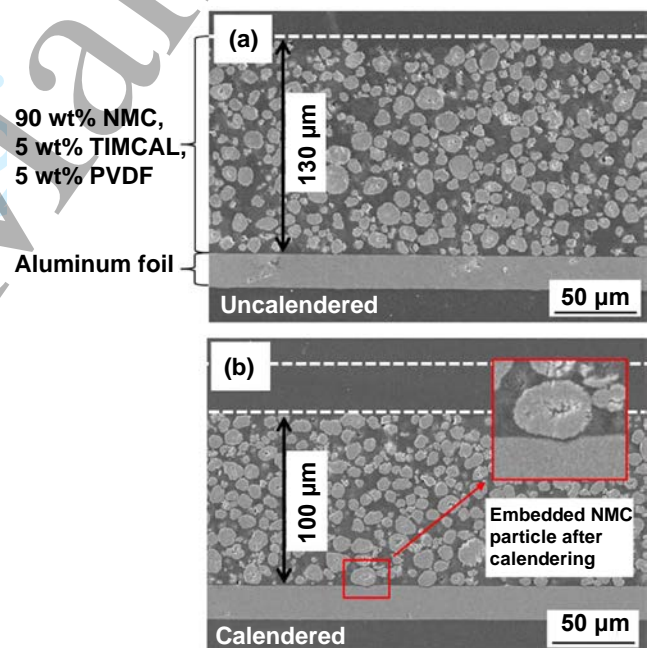 (a)
90 wt% NMC,
5 wt% TIMCAL,
5 wt% PVDF
130 µm
Aluminum foil
Uncalendered
50 µm
(b)
100 µm
Embedded NMC
particle after
calendering
Calendered
50 µm